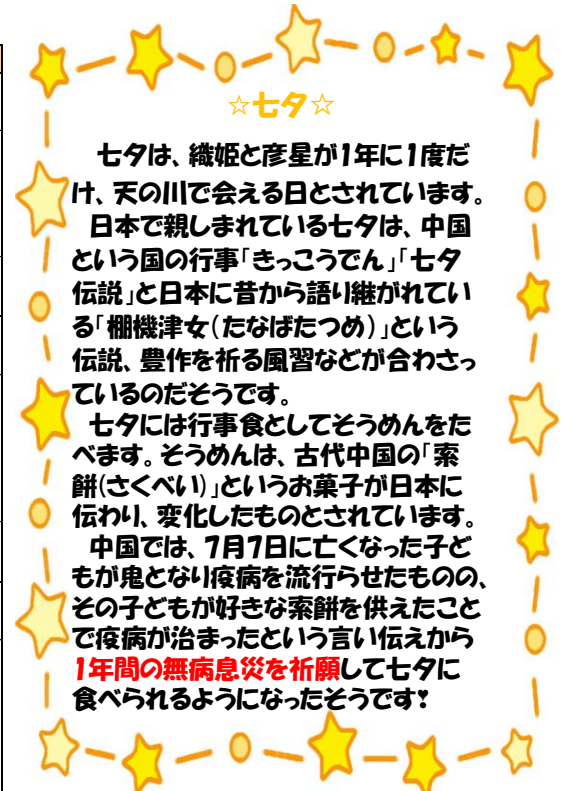 ☆七夕☆
七夕は、織姫と彦星が1年に1度だ
け、天の川で会える日とされています。
日本で親しまれている七夕は、中国
という国の行事「きっこうでん」「七夕
伝説」と日本に昔から語り継がれてい
る「棚機津女(たなばたつめ)」という
伝説、豊作を祈る風習などが合わさっ
ているのだそうです。
七夕には行事食としてそうめんをた
べます。そうめんは、古代中国の「索
餅(さくべい)」というお菓子が日本に
伝わり、変化したものとされています。
中国では、7月7日に亡くなった子ど
もが鬼となり疫病を流行らせたものの、
その子どもが好きな索餅を供えたこと
で疫病が治まったという言い伝えから
1年間の無病息災を祈願して七夕に
食べられるようになったそうです❢